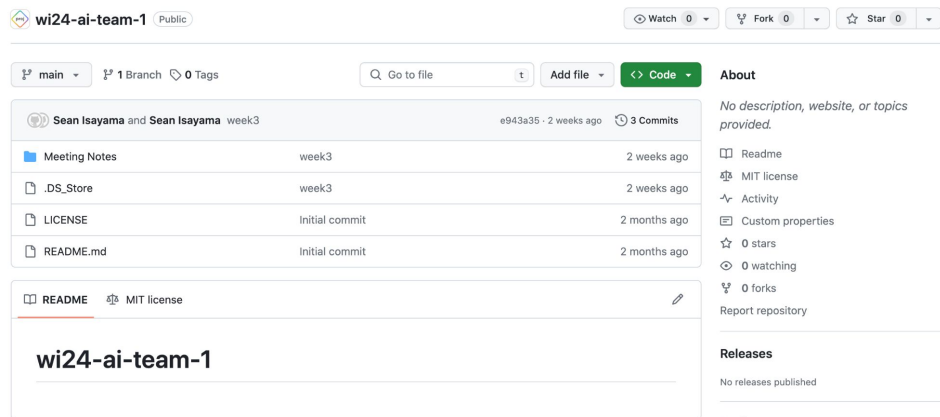 wi24-ai-team-1 Public
Watch 0 Fork 0 Star 0
main 1 Branch 0 Tags Go to file t Add file <> Code
Sean Isayama and Sean Isayama week3 e943a35 · 2 weeks ago 3 Commits
Meeting Notes week3 2 weeks ago
.DS_Store week3 2 weeks ago
LICENSE Initial commit 2 months ago
README.md Initial commit 2 months ago
README MIT license
wi24-ai-team-1
About
No description, website, or topics
provided.
Readme
MIT license
Activity
Custom properties
0 stars
0 watching
0 forks
Report repository
Releases
No releases published